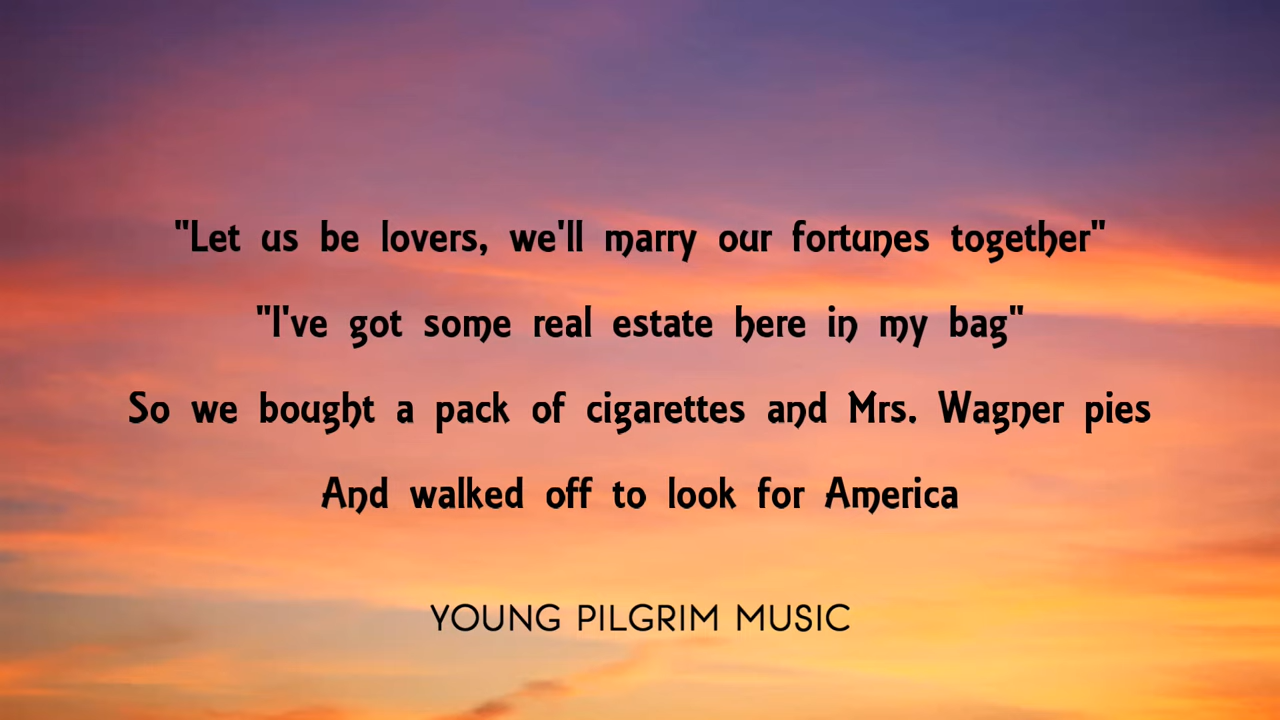 "Let us be lovers, we'll marry our fortunes together"
"I've got some real estate here in my bag"
So we bought a pack of cigarettes and Mrs. Wagner pies
And walked off to look for America
YOUNG PILGRIM MUSIC